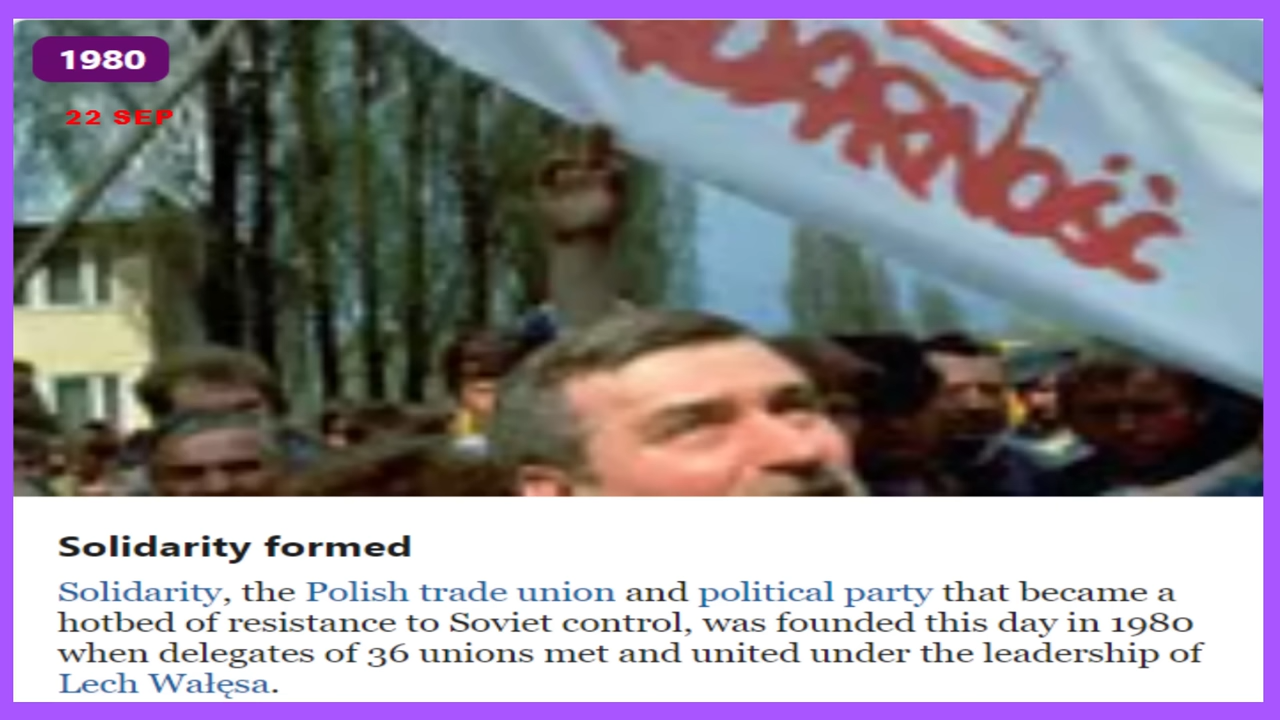 1980
22 SEP
DARNOŚĆ
Solidarity formed
Solidarity, the Polish trade union and political party that became a
hotbed of resistance to Soviet control, was founded this day in 1980
when delegates of 36 unions met and united under the leadership of
Lech Wałęsa.